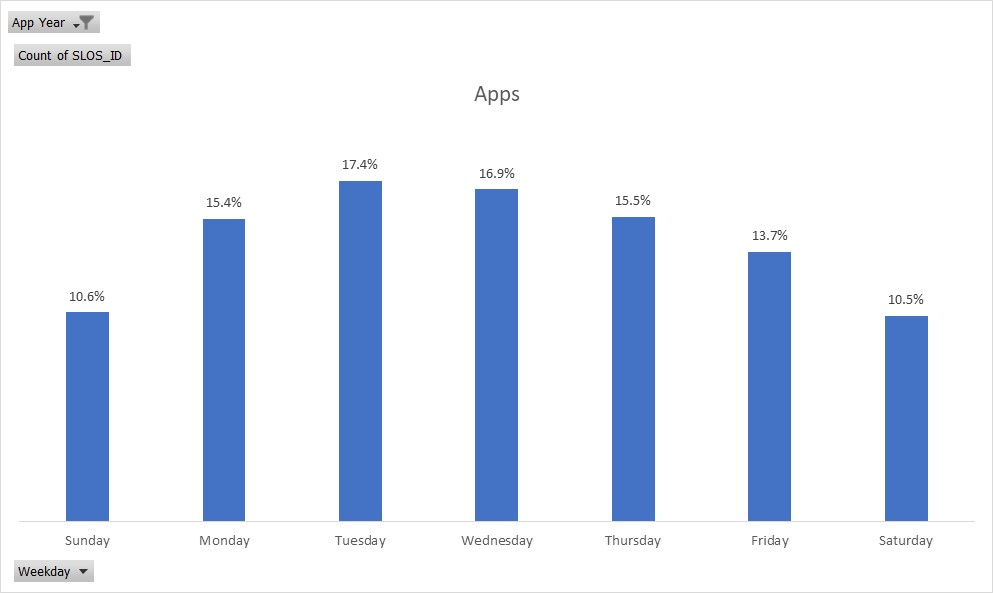 App Year
Count of SLOS_ID
Apps
10.6%
15.4%
17.4%
16.9%
15.5%
13.7%
10.5%
Sunday
Monday
Tuesday
Wednesday
Thursday
Friday
Saturday
Weekday